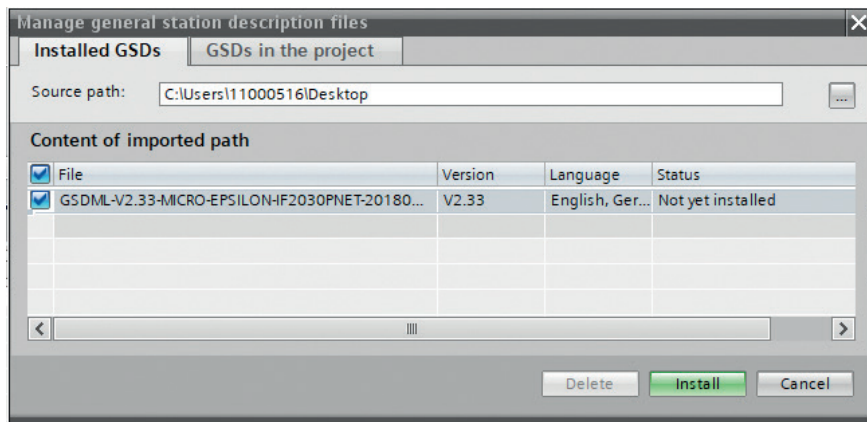 Manage general station description files
Installed GSDs GSDs in the project
Source path: C:\Users\11000516\Desktop ...
Content of imported path
File Version Language Status
GSDML-V2.33-MICRO-EPSILON-IF2030PNET-20180... V2.33 English, Ger... Not yet installed
Delete Install Cancel